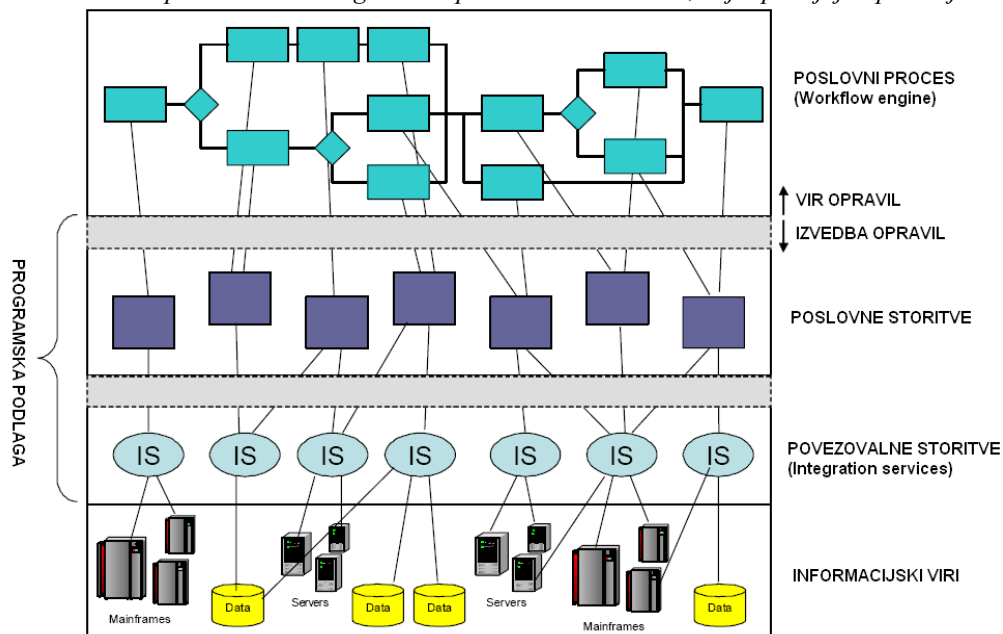 POSLOVNI PROCES
(Workflow engine)
VIR OPRAVIL
IZVEDBA OPRAVIL
PROGRAMSKA PODLAGA
POSLOVNE STORITVE
IS IS IS IS IS IS IS
POVEZOVALNE STORITVE
(Integration services)
INFORMACIJSKI VIRI
Data Servers Data Data Servers Data
Mainframes Mainframes